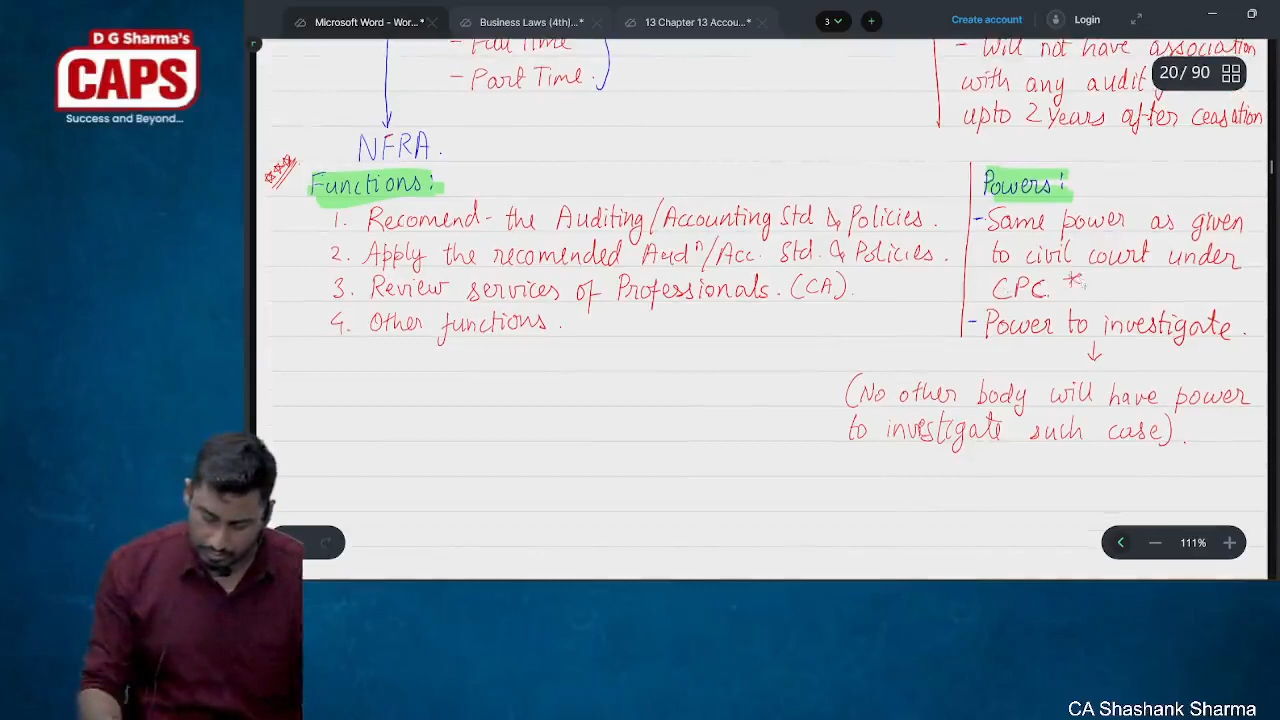 D G Sharma's
CAPS
Success and Beyond...
Microsoft Word - Wor...*
Business Laws (4th)...*
13 Chapter 13 Accou...*
3
Create account
Login
20/ 90
- Full Time
- Part Time.
NFRA.
- Will not have association
with any audit
upto 2 years after ceasation
Functions:
1. Recomend - the Auditing/Accounting Std & Policies.
2. Apply the recomended Audn/Acc. Std. & Policies.
3. Review services of Professionals. (CA).
4. Other functions.
Powers:
- Same power as given
to civil court under
CPC. *
- Power to investigate.
(No other body will have power
to investigate such case).
111%
CA Shashank Sharma